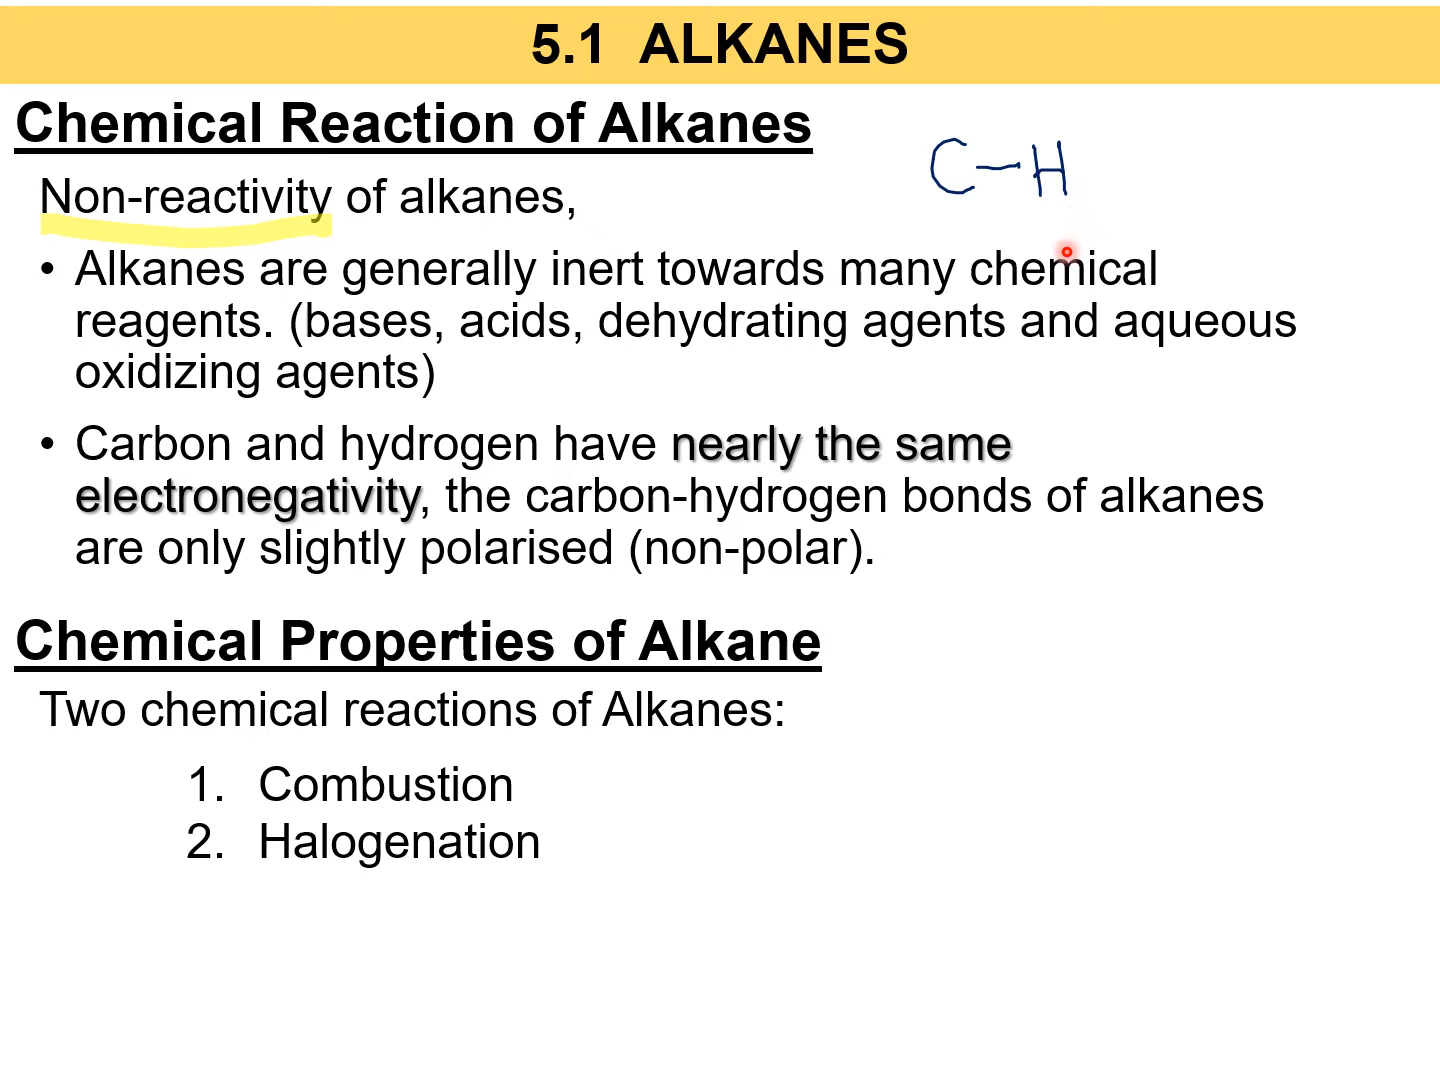 5.1 ALKANES
Chemical Reaction of Alkanes
C-H
Non-reactivity of alkanes,
• Alkanes are generally inert towards many chemical
reagents. (bases, acids, dehydrating agents and aqueous
oxidizing agents)
• Carbon and hydrogen have nearly the same
electronegativity, the carbon-hydrogen bonds of alkanes
are only slightly polarised (non-polar).
Chemical Properties of Alkane
Two chemical reactions of Alkanes:
1. Combustion
2. Halogenation